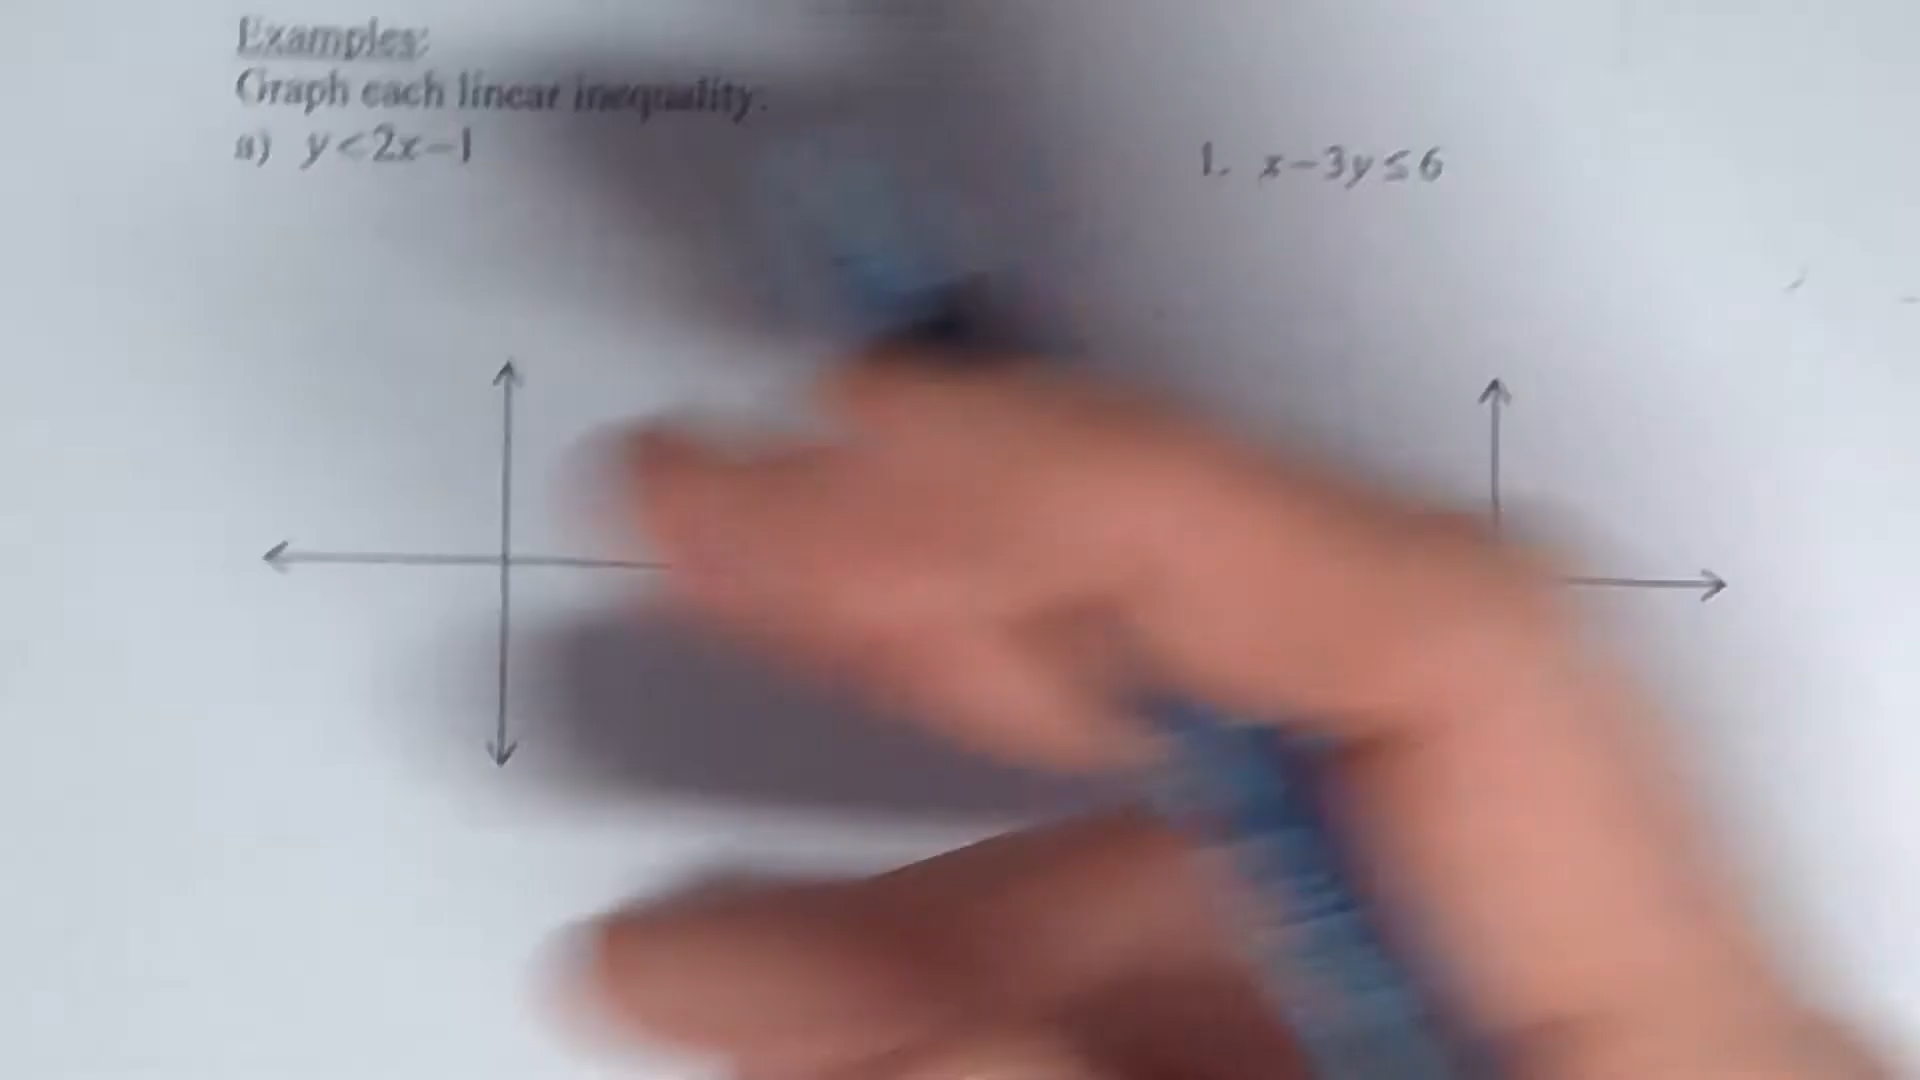 Examples:
Graph each linear inequality.
a) y<2x-1
1. x-3y≤6